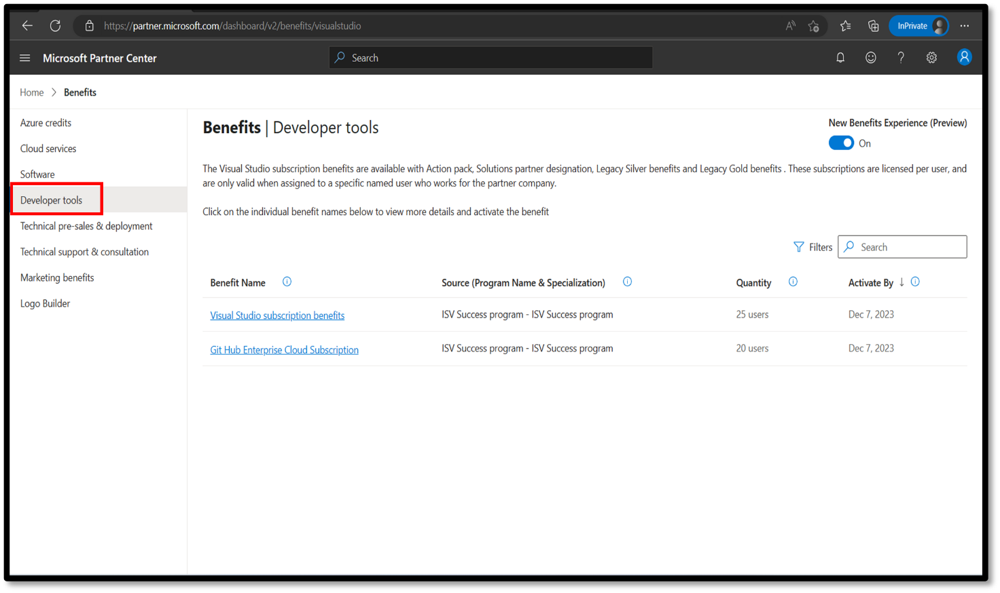 https://partner.microsoft.com/dashboard/v2/benefits/visualstudio
InPrivate
Microsoft Partner Center
Search
Home > Benefits
Azure credits
Cloud services
Software
Developer tools
Technical pre-sales & deployment
Technical support & consultation
Marketing benefits
Logo Builder
Benefits | Developer tools
New Benefits Experience (Preview)
On
The Visual Studio subscription benefits are available with Action pack, Solutions partner designation, Legacy Silver benefits and Legacy Gold benefits . These subscriptions are licensed per user, and
are only valid when assigned to a specific named user who works for the partner company.
Click on the individual benefit names below to view more details and activate the benefit
Filters
Search
Benefit Name Source (Program Name & Specialization) Quantity Activate By ↓
Visual Studio subscription benefits ISV Success program - ISV Success program 25 users Dec 7, 2023
Git Hub Enterprise Cloud Subscription ISV Success program - ISV Success program 20 users Dec 7, 2023